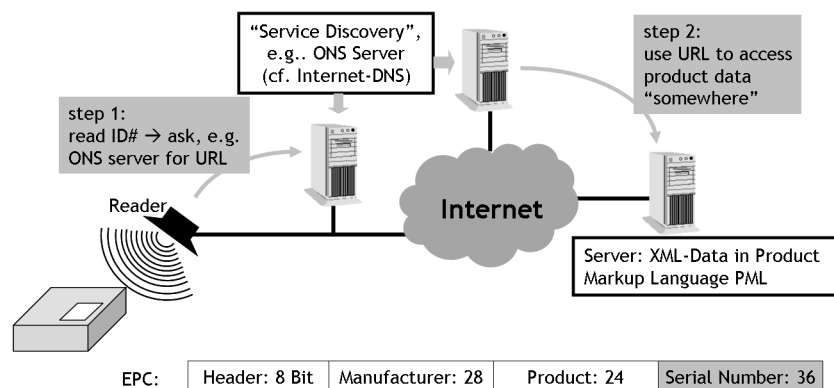 “Service Discovery”,
e.g.. ONS Server
(cf. Internet-DNS)
step 2:
use URL to access
product data
“somewhere”
step 1:
read ID# → ask, e.g.
ONS server for URL
Reader
Internet
Server: XML-Data in Product
Markup Language PML
EPC: Header: 8 Bit Manufacturer: 28 Product: 24 Serial Number: 36